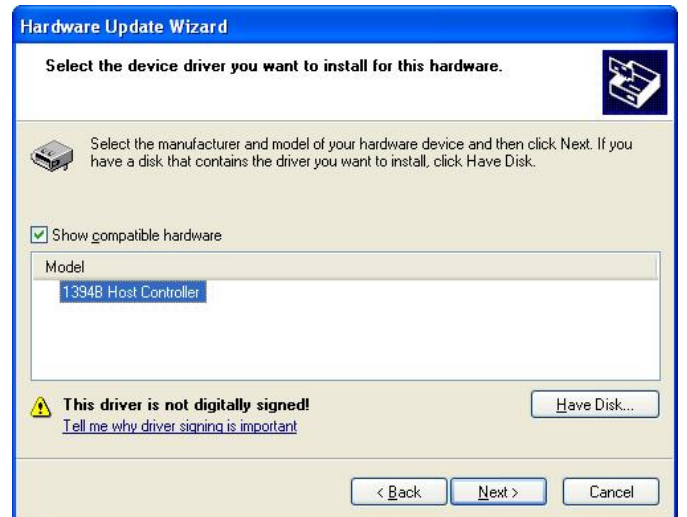 Hardware Update Wizard
Select the device driver you want to install for this hardware.
Select the manufacturer and model of your hardware device and then click Next. If you
have a disk that contains the driver you want to install, click Have Disk.
Show compatible hardware
Model
1394B Host Controller
This driver is not digitally signed!
Have Disk...
Tell me why driver signing is important
< Back
Next >
Cancel